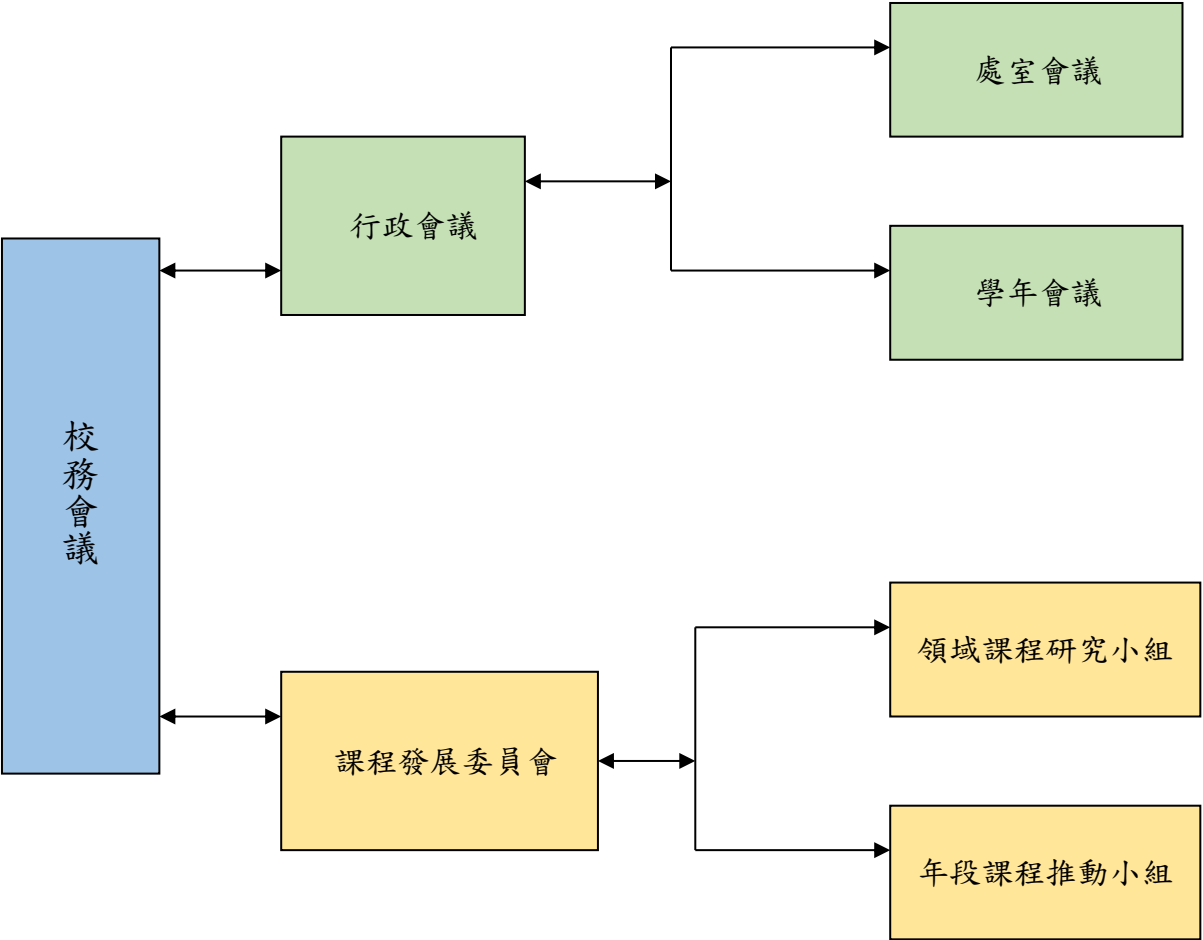 校務會議
行政會議
處室會議
學年會議
課程發展委員會
領域課程研究小組
年段課程推動小組